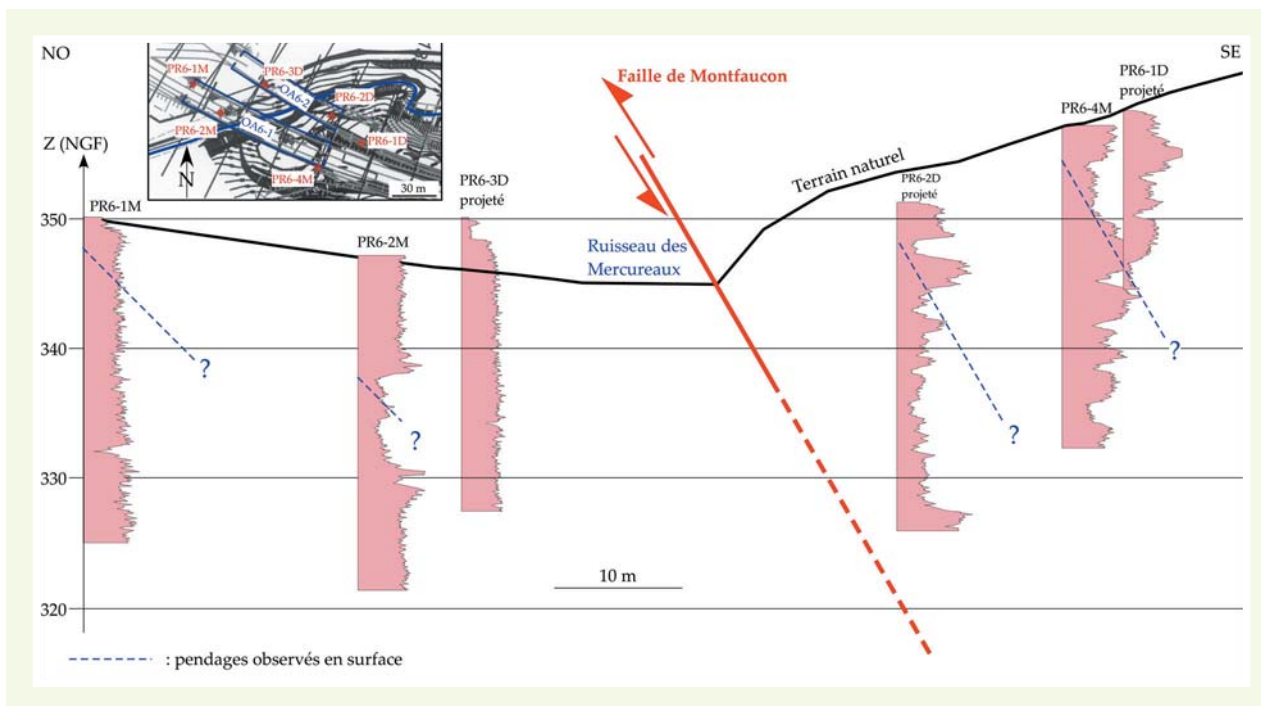 NO
SE
PR6-1M
PR6-3D
OA6-2
PR6-2D
PR6-2M
OA6-1
PR6-1D
PR6-4M
N
30 m
Faille de Montfaucon
PR6-1D
projeté
PR6-4M
Z (NGF)
PR6-3D
projeté
Terrain naturel
PR6-2D
projeté
PR6-1M
350
PR6-2M
Ruisseau des
Mercureaux
340
?
?
?
?
330
10 m
320
: pendages observés en surface